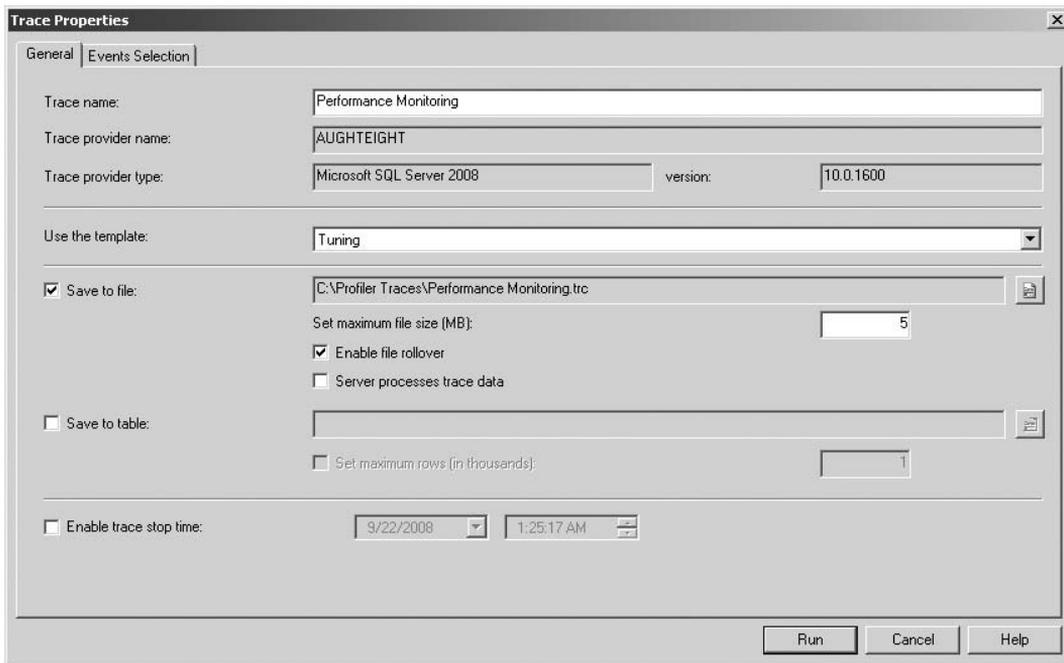 Trace Properties
General Events Selection
Trace name: Performance Monitoring
Trace provider name: AUGHTEIGHT
Trace provider type: Microsoft SQL Server 2008 version: 10.0.1600
Use the template: Tuning
Save to file: C:\Profiler Traces\Performance Monitoring.trc
Set maximum file size (MB): 5
Enable file rollover
Server processes trace data
Save to table:
Set maximum rows (in thousands): 1
Enable trace stop time: 9/22/2008 1:25:17 AM
Run Cancel Help